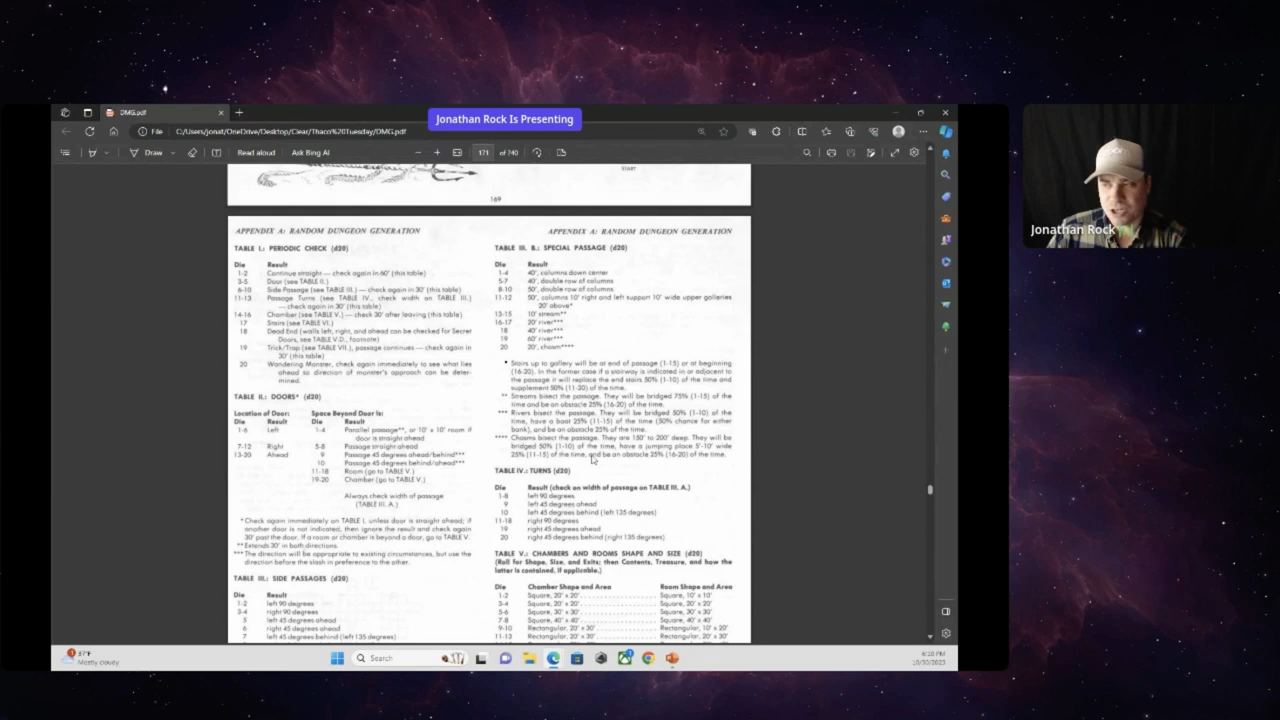 DMG.pdf
Jonathan Rock Is Presenting
File
C:/Users/jonat/OneDrive/Desktop/Clear/Thaco%20Tuesday/DMG.pdf
Draw
Read aloud
Ask Bing AI
171
of 240
START
169
APPENDIX A: RANDOM DUNGEON GENERATION
APPENDIX A: RANDOM DUNGEON GENERATION
TABLE I.: PERIODIC CHECK (d20)
Die Result
1-2 Continue straight — check again in 60' (this table)
3-5 Door (see TABLE II.)
6-10 Side Passage (see TABLE III.) — check again in 30' (this table)
11-13 Passage Turns (see TABLE IV., check width on TABLE III.)
— check again in 30' (this table)
14-16 Chamber (see TABLE V.) — check 30' after leaving (this table)
17 Stairs (see TABLE VI.)
18 Dead End (walls left, right, and ahead can be checked for Secret
Doors, see TABLE V.D., footnote)
19 Trick/Trap (see TABLE VII.), passage continues — check again in
30' (this table)
20 Wandering Monster, check again immediately to see what lies
ahead so direction of monster's approach can be deter-
mined.
TABLE II.: DOORS* (d20)
Location of Door: Space Beyond Door Is:
Die Result Die Result
1-6 Left 1-4 Parallel passage**, or 10' x 10' room if
door is straight ahead
7-12 Right 5-8 Passage straight ahead
13-20 Ahead 9 Passage 45 degrees ahead/behind***
10 Passage 45 degrees behind/ahead***
11-18 Room (go to TABLE V.)
19-20 Chamber (go to TABLE V.)
Always check width of passage
(TABLE III. A.)
* Check again immediately on TABLE I. unless door is straight ahead; if
another door is not indicated, then ignore the result and check again
30' past the door. If a room or chamber is beyond a door, go to TABLE V.
** Extends 30' in both directions.
*** The direction will be appropriate to existing circumstances, but use the
direction before the slash in preference to the other.
TABLE III.: SIDE PASSAGES (d20)
Die Result
1-2 left 90 degrees
3-4 right 90 degrees
5 left 45 degrees ahead
6 right 45 degrees ahead
7 left 45 degrees behind (left 135 degrees)
TABLE III. B.: SPECIAL PASSAGE (d20)
Die Result
1-4 40', columns down center
5-7 40', double row of columns
8-10 50', double row of columns
11-12 50', columns 10' right and left support 10' wide upper galleries
20' above*
13-15 10' stream**
16-17 20' river***
18 40' river***
19 60' river***
20 20', chasm****
* Stairs up to gallery will be at end of passage (1-15) or at beginning
(16-20). In the former case if a stairway is indicated in or adjacent to
the passage it will replace the end stairs 50% (1-10) of the time and
supplement 50% (11-20) of the time.
** Streams bisect the passage. They will be bridged 75% (1-15) of the
time and be an obstacle 25% (16-20) of the time.
*** Rivers bisect the passage. They will be bridged 50% (1-10) of the
time, have a boat 25% (11-15) of the time (50% chance for either
bank), and be an obstacle 25% of the time.
**** Chasms bisect the passage. They are 150' to 200' deep. They will be
bridged 50% (1-10) of the time, have a jumping place 5'-10' wide
25% (11-15) of the time, and be an obstacle 25% (16-20) of the time.
TABLE IV.: TURNS (d20)
Die Result (check on width of passage on TABLE III. A.)
1-8 left 90 degrees
9 left 45 degrees ahead
10 left 45 degrees behind (left 135 degrees)
11-18 right 90 degrees
19 right 45 degrees ahead
20 right 45 degrees behind (right 135 degrees)
TABLE V.: CHAMBERS AND ROOMS SHAPE AND SIZE (d20)
(Roll for Shape, Size, and Exits; then Contents, Treasure, and how the
latter is contained, if applicable.)
Die Chamber Shape and Area Room Shape and Area
1-2 Square, 20' x 20' Square, 10' x 10'
3-4 Square, 20' x 20' Square, 20' x 20'
5-6 Square, 30' x 30' Square, 30' x 30'
7-8 Square, 40' x 40' Square, 40' x 40'
9-10 Rectangular, 20' x 30' Rectangular, 10' x 20'
11-13 Rectangular, 20' x 30' Rectangular, 20' x 30'
Jonathan Rock
37°F
Mostly cloudy
Search
6:10 PM
10/30/2023